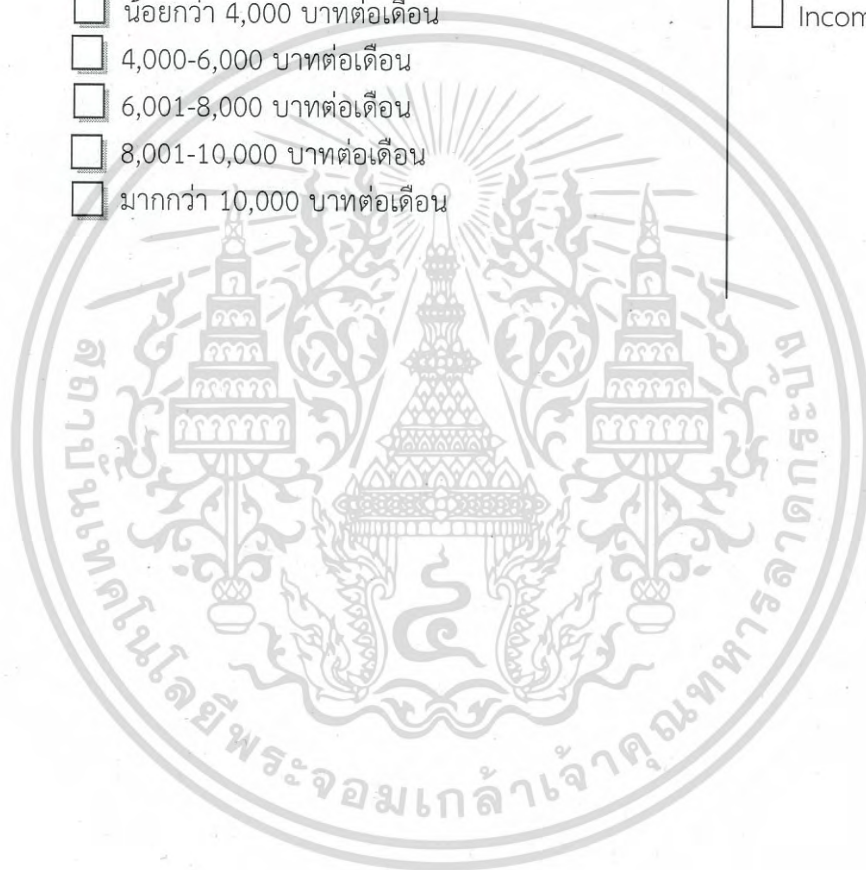 ☐ น้อยกว่า 4,000 บาทต่อเดือน
☐ Incom
☐ 4,000-6,000 บาทต่อเดือน
☐ 6,001-8,000 บาทต่อเดือน
☐ 8,001-10,000 บาทต่อเดือน
☐ มากกว่า 10,000 บาทต่อเดือน
สถาบันเทคโนโลยีพระจอมเกล้าเจ้าคุณทหารลาดกระบัง
๔